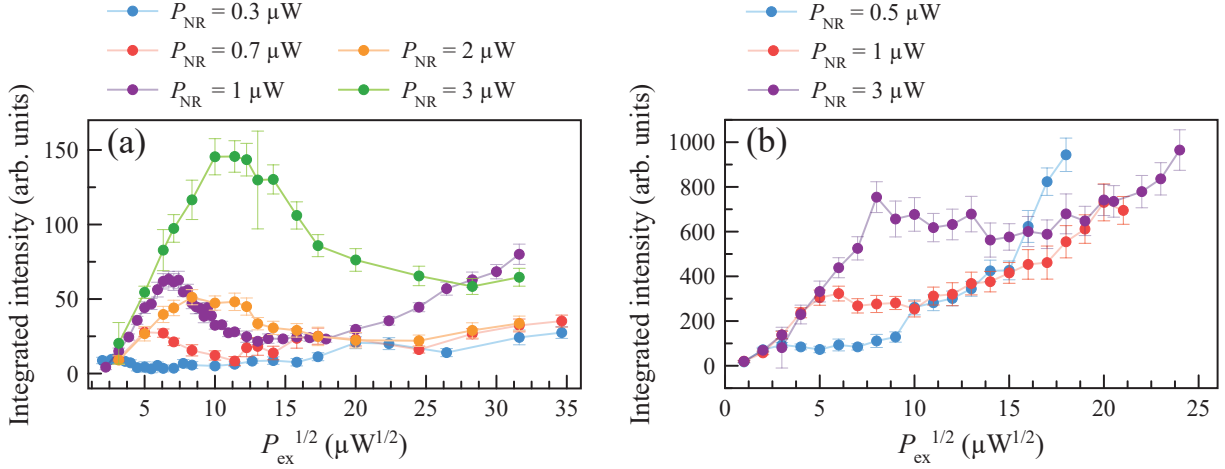 P_NR = 0.3 µW
P_NR = 0.7 µW
P_NR = 2 µW
P_NR = 1 µW
P_NR = 3 µW
(a)
Integrated intensity (arb. units)
150
100
50
0
5
10
15
20
25
30
35
P_ex^1/2 (µW^1/2)
P_NR = 0.5 µW
P_NR = 1 µW
P_NR = 3 µW
(b)
Integrated intensity (arb. units)
1000
800
600
400
200
0
0
5
10
15
20
25
P_ex^1/2 (µW^1/2)